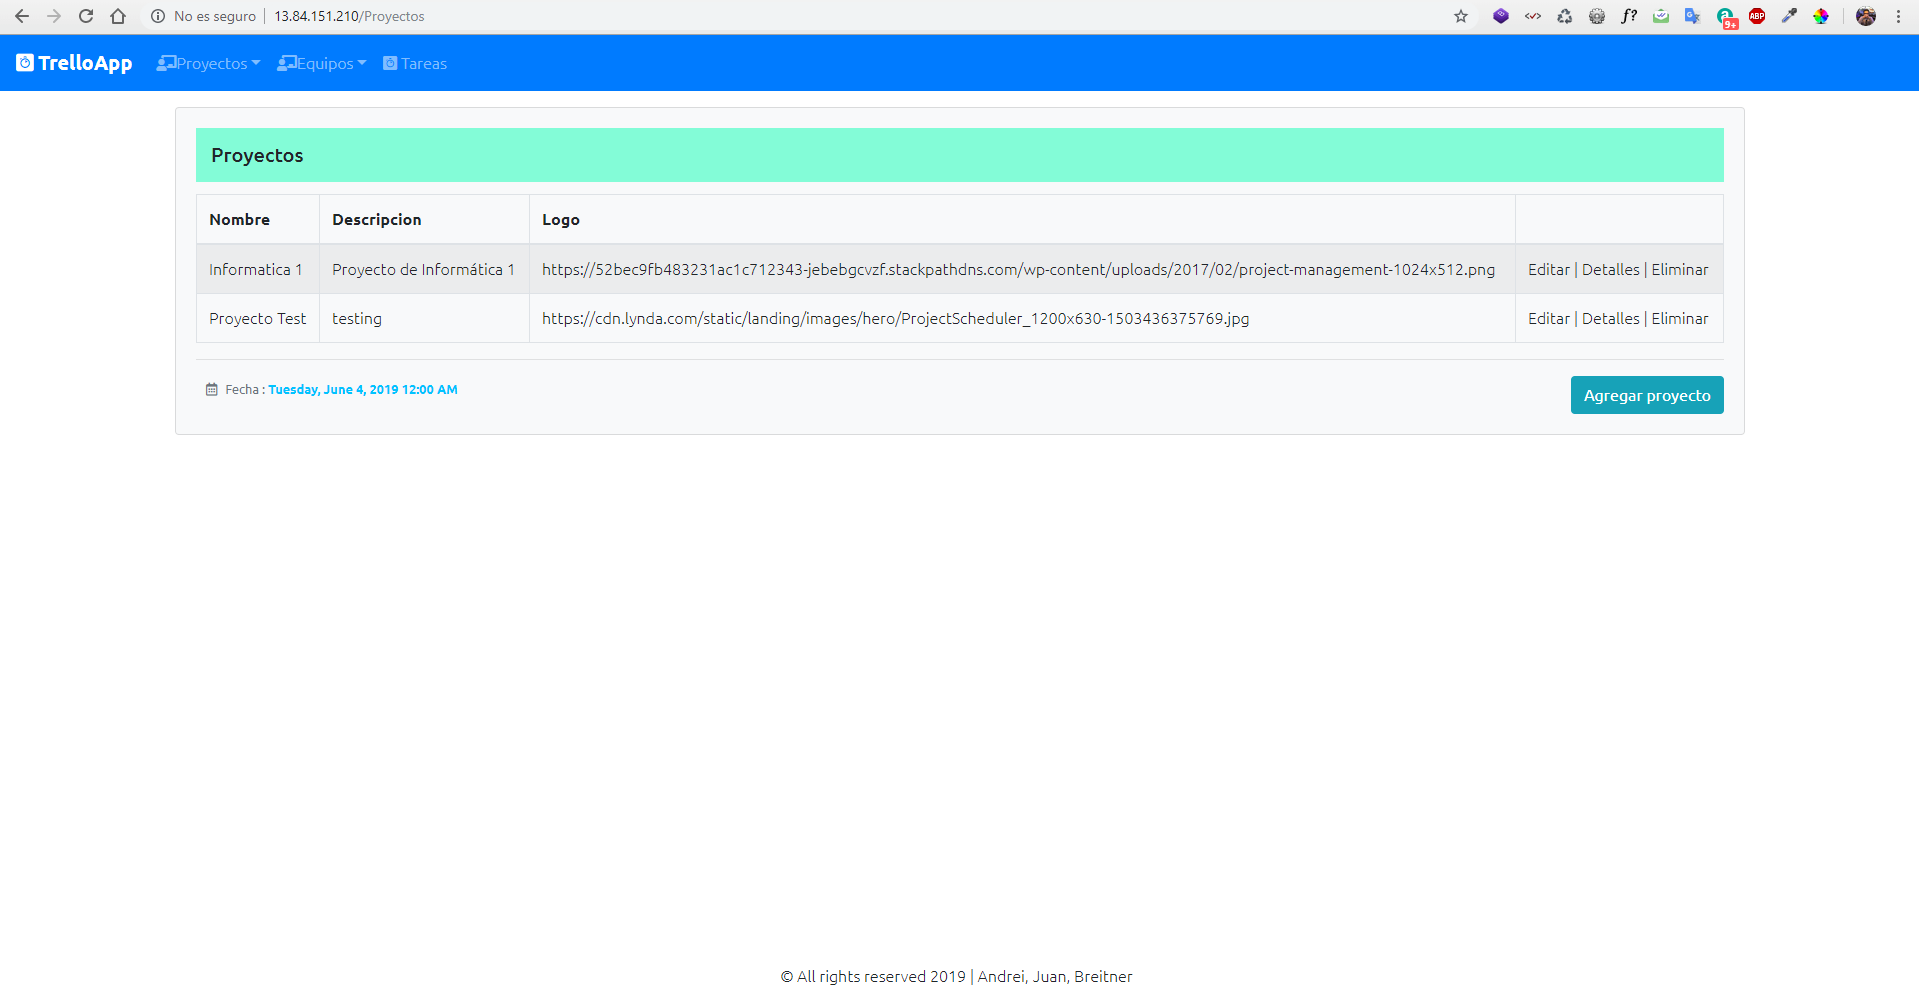 No es seguro | 13.84.151.210/Proyectos f? 9+ ABP
TrelloApp Proyectos Equipos Tareas
Proyectos
Nombre Descripcion Logo
Informatica 1 Proyecto de Informática 1 https://52bec9fb483231ac1c712343-jebebgcvzf.stackpathdns.com/wp-content/uploads/2017/02/project-management-1024x512.png Editar | Detalles | Eliminar
Proyecto Test testing https://cdn.lynda.com/static/landing/images/hero/ProjectScheduler_1200x630-1503436375769.jpg Editar | Detalles | Eliminar
Fecha : Tuesday, June 4, 2019 12:00 AM Agregar proyecto
© All rights reserved 2019 | Andrei, Juan, Breitner